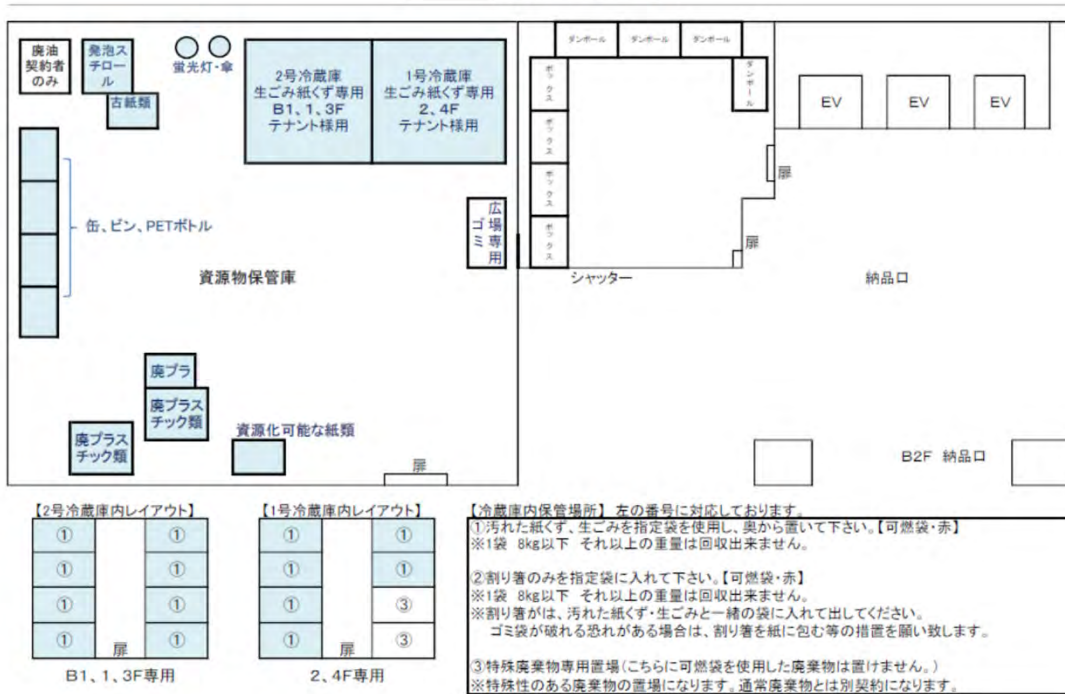 廃油
契約者
のみ
発泡ス
チロー
ル
古紙類
蛍光灯・傘
2号冷蔵庫
生ごみ紙くず専用
B1、1、3F
テナント様用
1号冷蔵庫
生ごみ紙くず専用
2、4F
テナント様用
ダンボール
ダンボール
ダンボール
ダンボール
ボックス
ボックス
ボックス
ボックス
EV
EV
EV
扉
扉
広場専用
ゴミ
缶、ビン、PETボトル
資源物保管庫
シャッター
納品口
廃プラ
廃プラス
チック類
廃プラス
チック類
資源化可能な紙類
扉
B2F 納品口
【2号冷蔵庫内レイアウト】
① ①
① ①
① ①
① ①
扉
B1、1、3F専用
【1号冷蔵庫内レイアウト】
① ①
① ①
① ③
① ③
扉
2、4F専用
【冷蔵庫内保管場所】 左の番号に対応しております。
①汚れた紙くず、生ごみを指定袋を使用し、奥から置いて下さい。【可燃袋・赤】
※1袋 8kg以下 それ以上の重量は回収出来ません。
②割り箸のみを指定袋に入れて下さい。【可燃袋・赤】
※1袋 8kg以下 それ以上の重量は回収出来ません。
※割り箸がは、汚れた紙くず・生ごみと一緒の袋に入れて出してください。
ゴミ袋が破れる恐れがある場合は、割り箸を紙に包む等の措置を願い致します。
③特殊廃棄物専用置場(こちらに可燃袋を使用した廃棄物は置けません。)
※特殊性のある廃棄物の置場になります。通常廃棄物とは別契約になります。